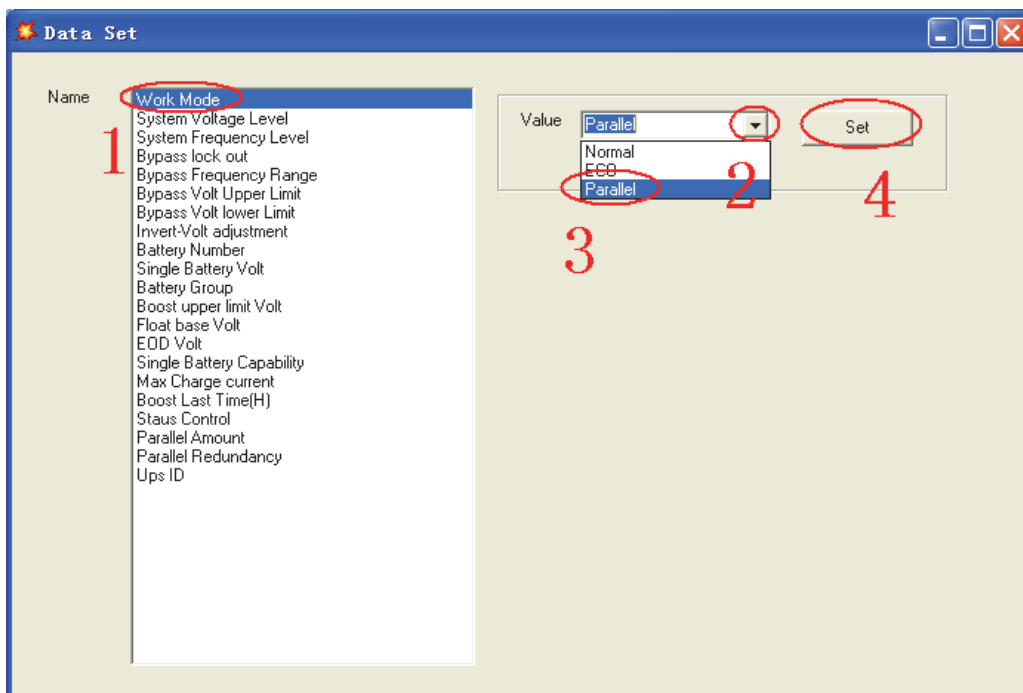 Data Set
Name
Work Mode
System Voltage Level
System Frequency Level
Bypass lock out
Bypass Frequency Range
Bypass Volt Upper Limit
Bypass Volt lower Limit
Invert-Volt adjustment
Battery Number
Single Battery Volt
Battery Group
Boost upper limit Volt
Float base Volt
EOD Volt
Single Battery Capability
Max Charge current
Boost Last Time(H)
Staus Control
Parallel Amount
Parallel Redundancy
Ups ID
1
Value
Parallel
Normal
ECO
Parallel
2
3
Set
4